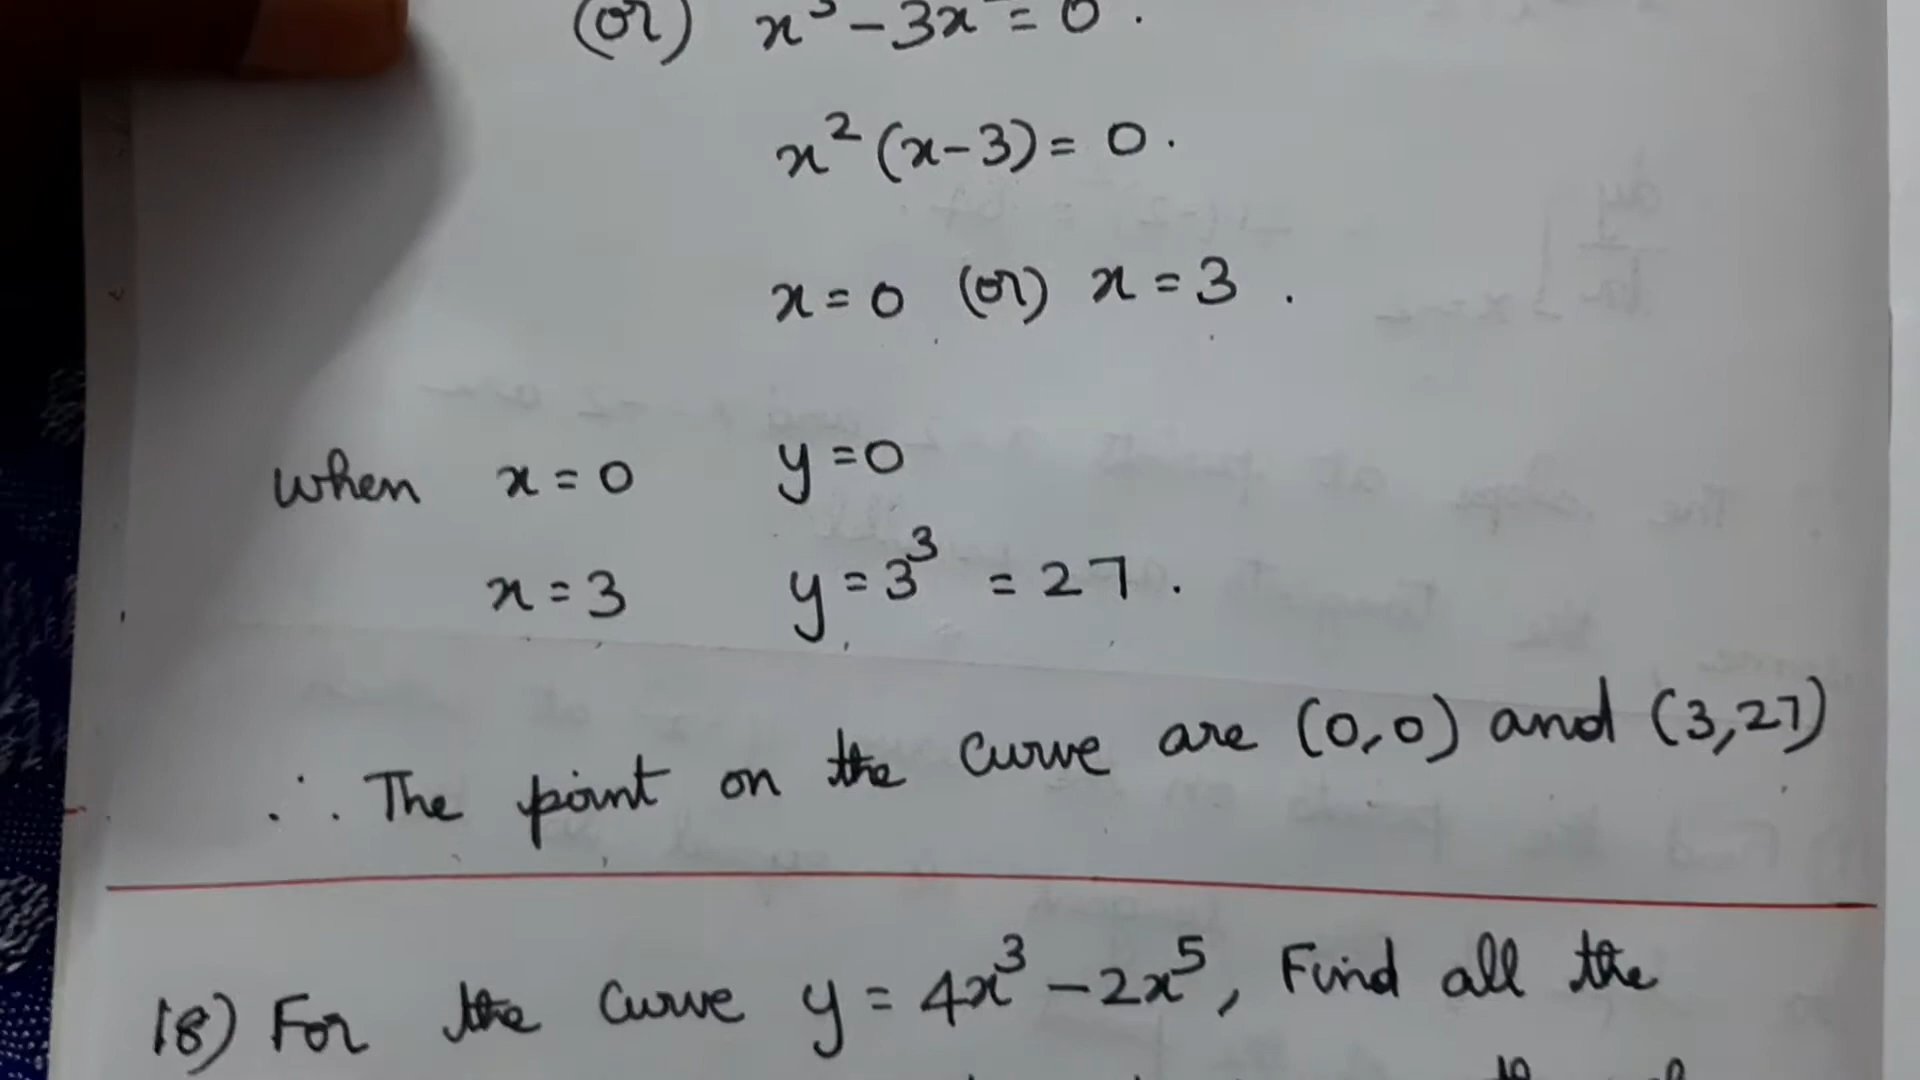 (or) x³ - 3x² = 0.
x² (x-3) = 0.
x = 0 (or) x = 3.
when x = 0 y = 0
x = 3 y = 3³ = 27.
∴ The point on the curve are (0,0) and (3,27)
18) For the curve y = 4x³ - 2x⁵, Find all the